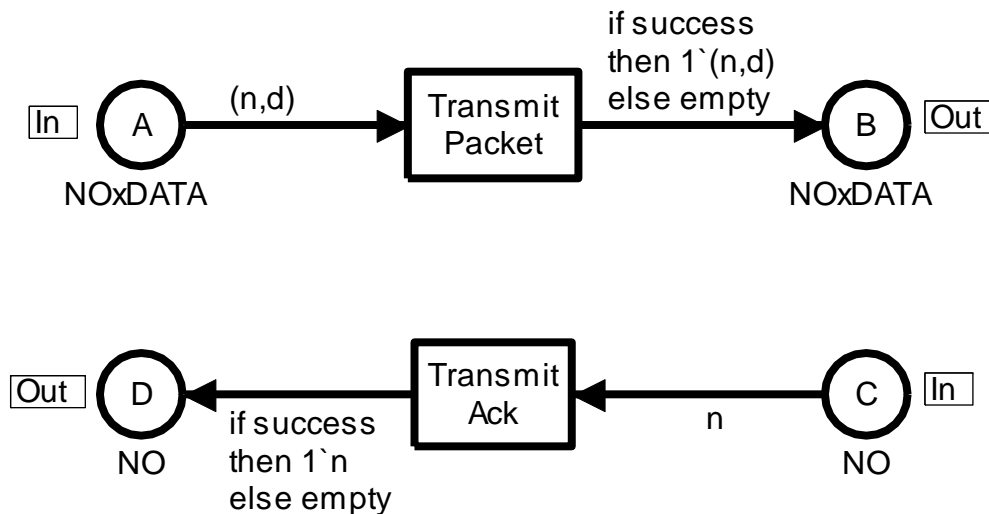 if success
then 1`(n,d)
else empty
In
A
(n,d)
Transmit
Packet
B
Out
NOxDATA
NOxDATA
Out
D
Transmit
Ack
C
In
if success
then 1`n
else empty
n
NO
NO